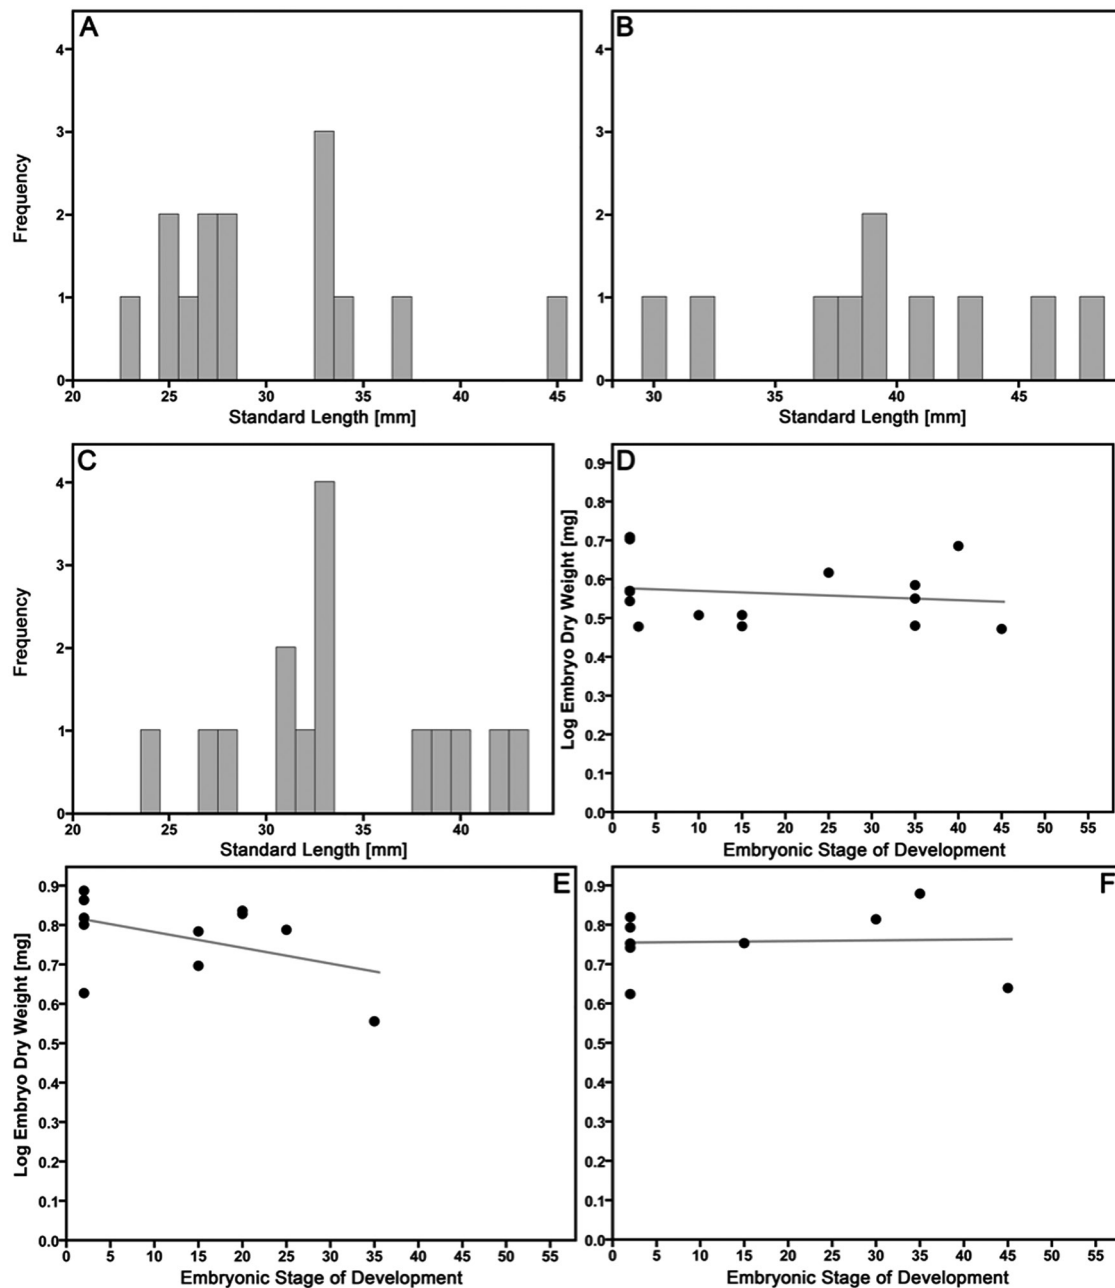 A
4
3
2
1
0
Frequency
20 25 30 35 40 45
Standard Length [mm]
B
4
3
2
1
0
30 35 40 45
Standard Length [mm]
C
4
3
2
1
0
Frequency
20 25 30 35 40
Standard Length [mm]
D
0.9
0.8
0.7
0.6
0.5
0.4
0.3
0.2
0.1
0.0
Log Embryo Dry Weight [mg]
0 5 10 15 20 25 30 35 40 45 50 55
Embryonic Stage of Development
E
0.9
0.8
0.7
0.6
0.5
0.4
0.3
0.2
0.1
0.0
Log Embryo Dry Weight [mg]
0 5 10 15 20 25 30 35 40 45 50 55
Embryonic Stage of Development
F
0.9
0.8
0.7
0.6
0.5
0.4
0.3
0.2
0.1
0.0
0 5 10 15 20 25 30 35 40 45 50 55
Embryonic Stage of Development